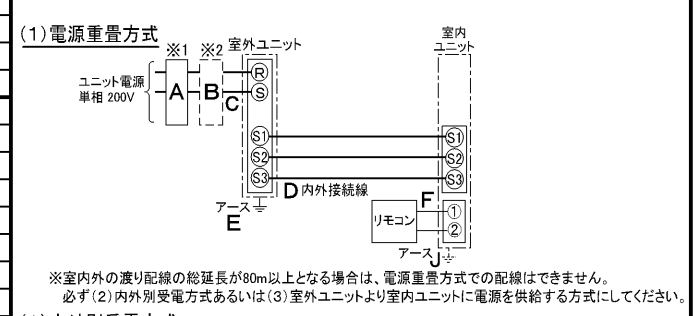 (1)電源重畳方式
※1 ※2 室外ユニット
室内
ユニット
ユニット電源
単相 200V
A B C
R
S
S1 S1
S2 S2
S3 S3
D 内外接続線
アース
E
F
リモコン
1
2
アース J
※室内外の渡り配線の総延長が80m以上となる場合は、電源重畳方式での配線はできません。
必ず(2)内外別受電方式あるいは(3)室外ユニットより室内ユニットに電源を供給する方式にしてください。